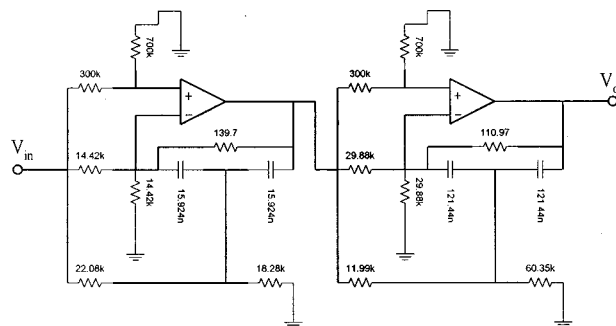 700k
700k
300k
300k
+
−
+
−
V_in
V_o
14.42k
139.7
29.88k
110.97
14.42k
15.924n
15.924n
29.88k
121.44n
121.44n
22.08k
18.28k
11.99k
60.35k